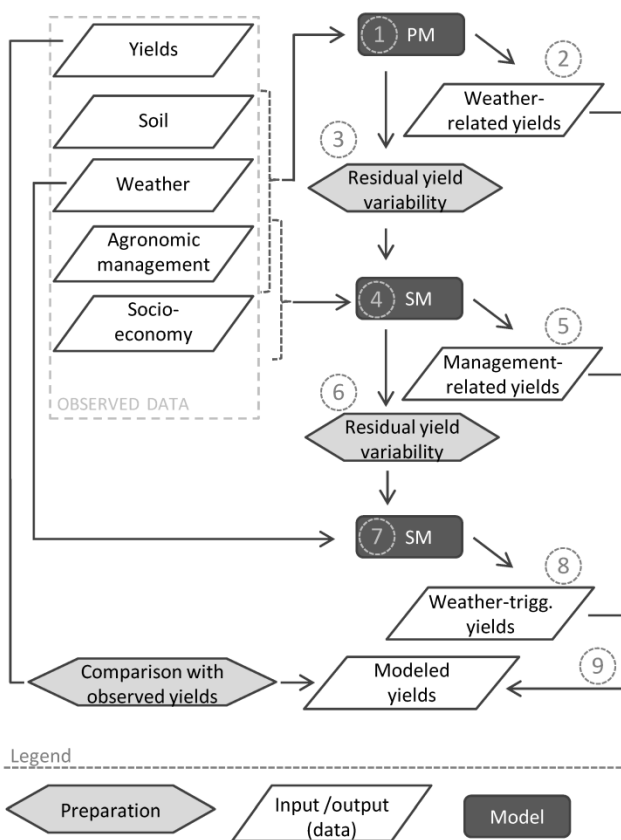 Yields
Soil
Weather
Agronomic
management
Socio-
economy
OBSERVED DATA
1 PM
2
Weather-
related yields
3
Residual yield
variability
4 SM
5
Management-
related yields
6
Residual yield
variability
7 SM
8
Weather-trigg.
yields
9
Comparison with
observed yields
Modeled
yields
Legend
Preparation
Input /output
(data)
Model